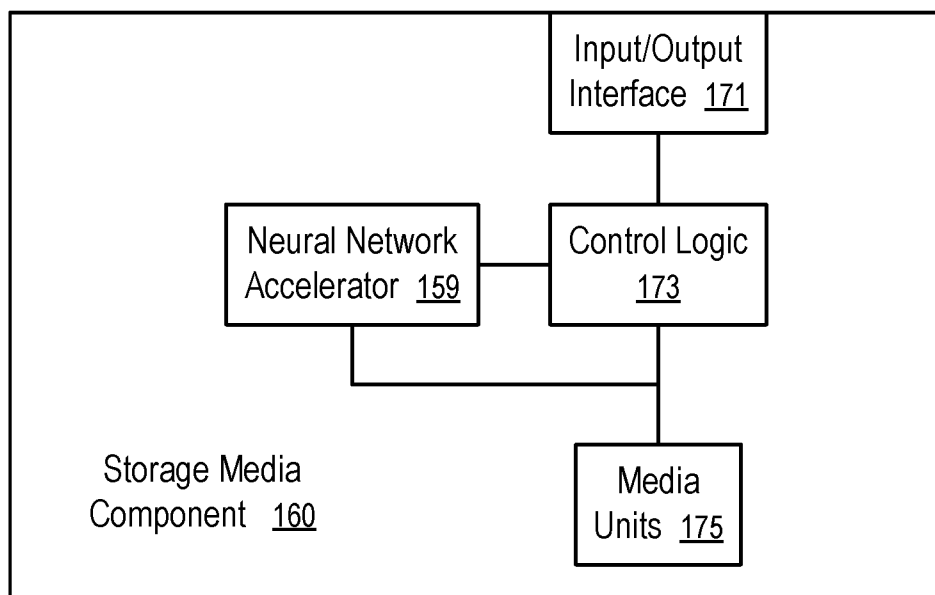 Input/Output
Interface 171
Neural Network
Accelerator 159
Control Logic
173
Storage Media
Component 160
Media
Units 175